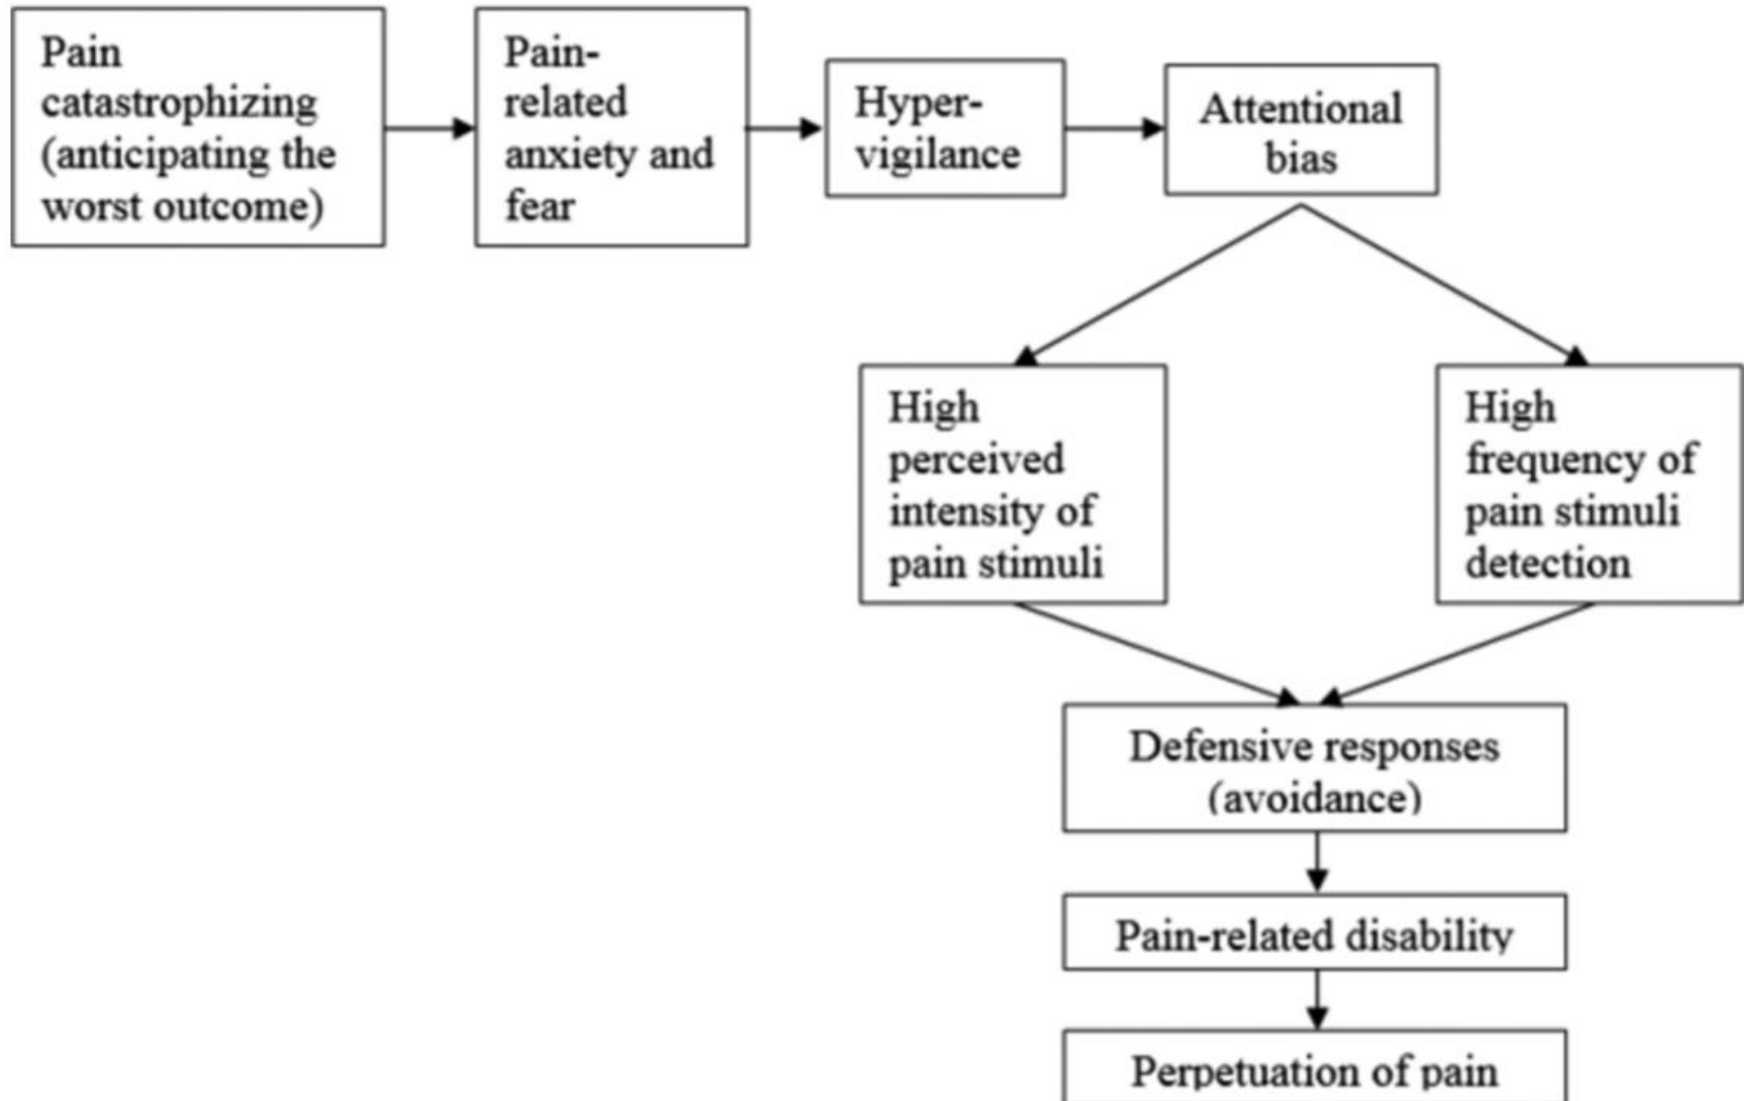 Pain
catastrophizing
(anticipating the
worst outcome)
Pain-
related
anxiety and
fear
Hyper-
vigilance
Attentional
bias
High
perceived
intensity of
pain stimuli
High
frequency of
pain stimuli
detection
Defensive responses
(avoidance)
Pain-related disability
Perpetuation of pain